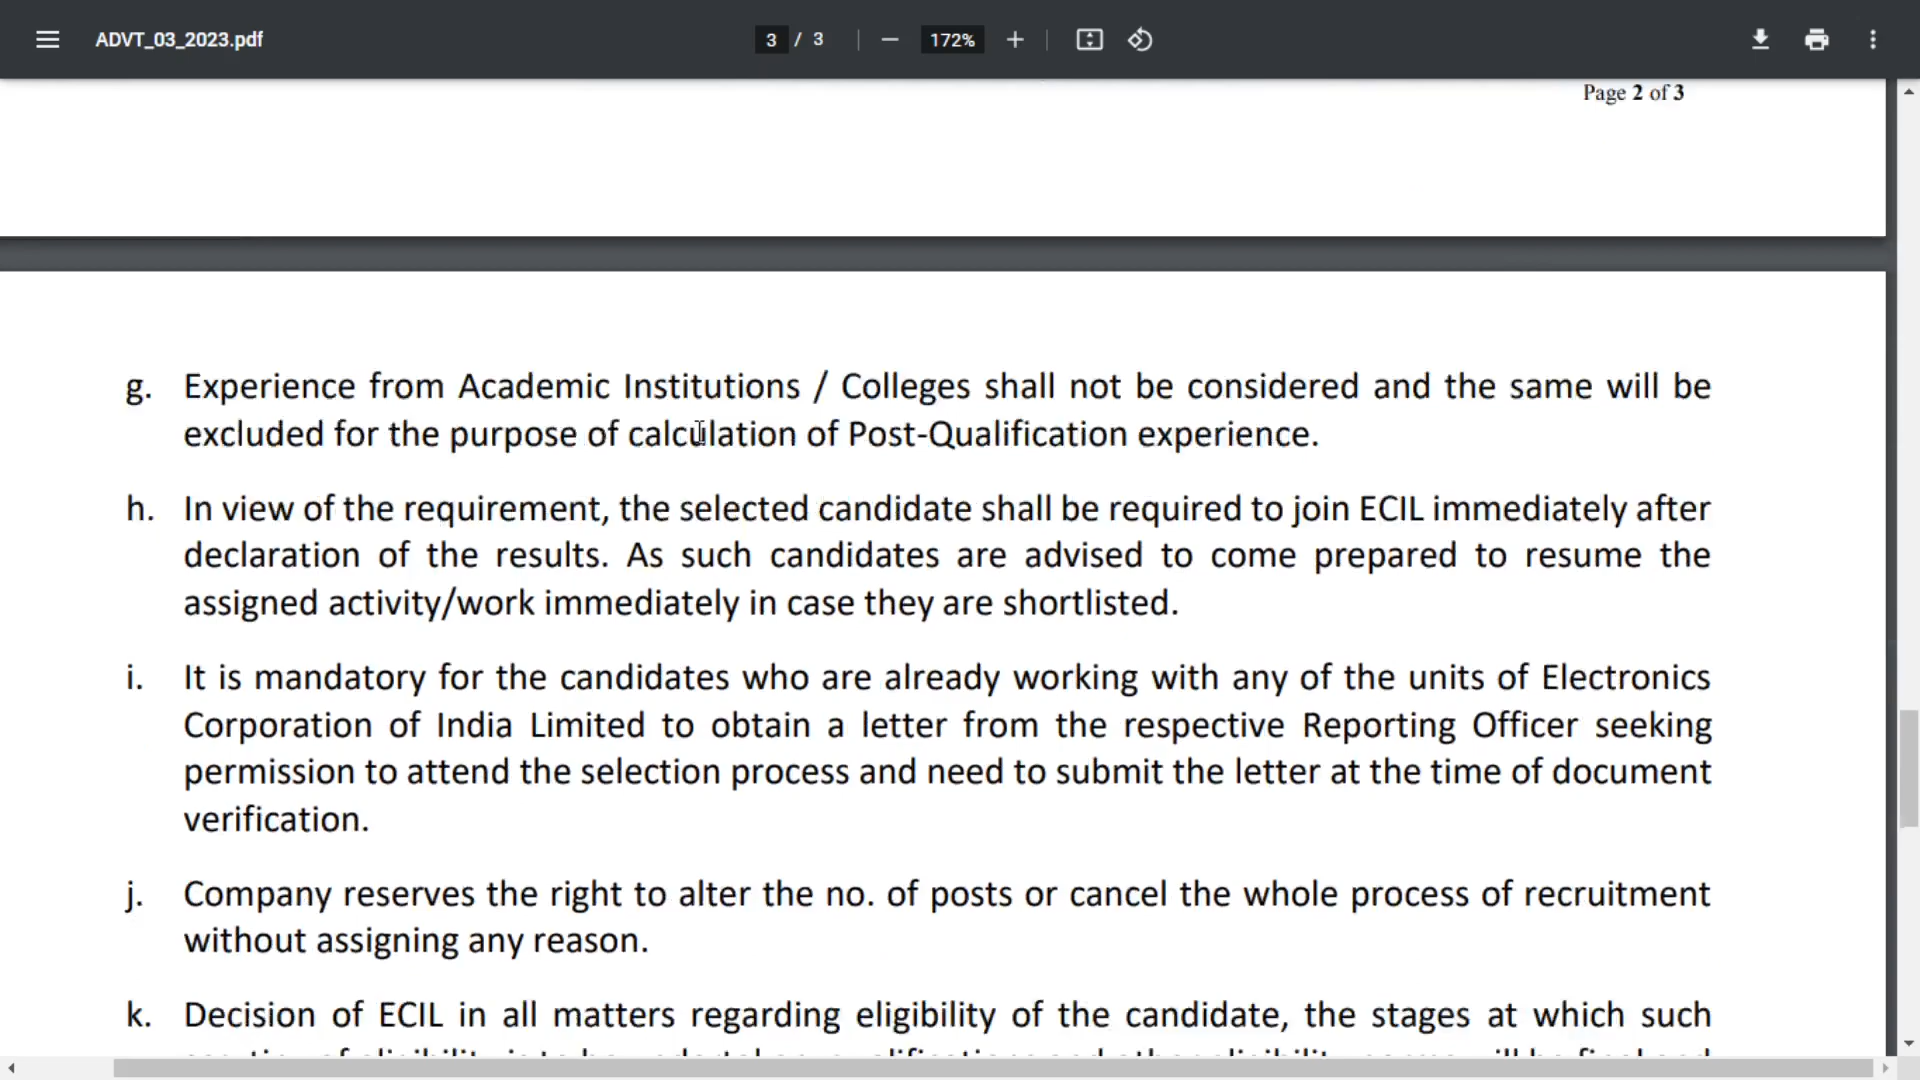 ADVT_03_2023.pdf
3 / 3
172%
Page 2 of 3
g. Experience from Academic Institutions / Colleges shall not be considered and the same will be
excluded for the purpose of calculation of Post-Qualification experience.
h. In view of the requirement, the selected candidate shall be required to join ECIL immediately after
declaration of the results. As such candidates are advised to come prepared to resume the
assigned activity/work immediately in case they are shortlisted.
i. It is mandatory for the candidates who are already working with any of the units of Electronics
Corporation of India Limited to obtain a letter from the respective Reporting Officer seeking
permission to attend the selection process and need to submit the letter at the time of document
verification.
j. Company reserves the right to alter the no. of posts or cancel the whole process of recruitment
without assigning any reason.
k. Decision of ECIL in all matters regarding eligibility of the candidate, the stages at which such